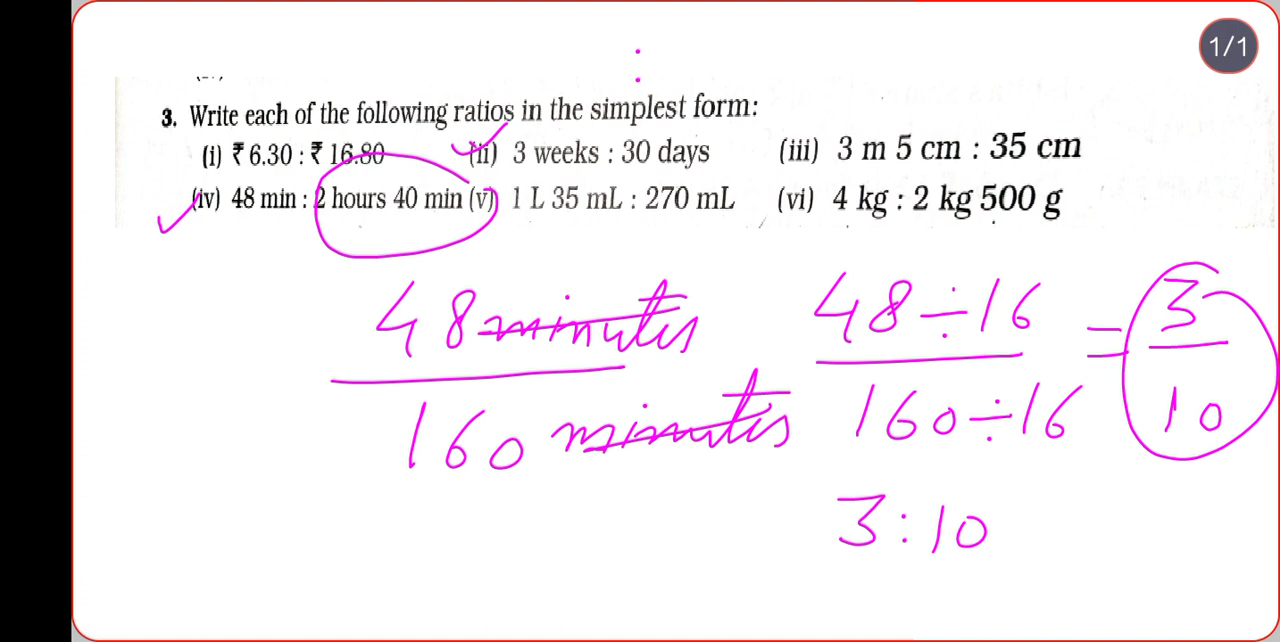 1/1
3. Write each of the following ratios in the simplest form:
(i) ₹ 6.30 : ₹ 16.80 (ii) 3 weeks : 30 days (iii) 3 m 5 cm : 35 cm
(iv) 48 min : 2 hours 40 min (v) 1 L 35 mL : 270 mL (vi) 4 kg : 2 kg 500 g
48 minutes 48÷16 = 3
160 minutes 160÷16 10
3:10